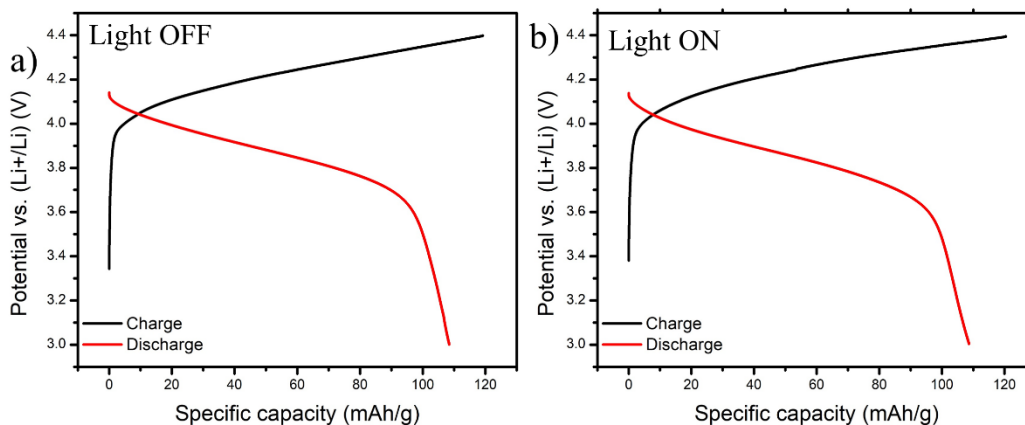 a)
Light OFF
Potential vs. (Li+/Li) (V)
4.4
4.2
4.0
3.8
3.6
3.4
3.2
3.0
Charge
Discharge
0 20 40 60 80 100 120
Specific capacity (mAh/g)
b)
Light ON
Potential vs. (Li+/Li) (V)
4.4
4.2
4.0
3.8
3.6
3.4
3.2
3.0
Charge
Discharge
0 20 40 60 80 100 120
Specific capacity (mAh/g)